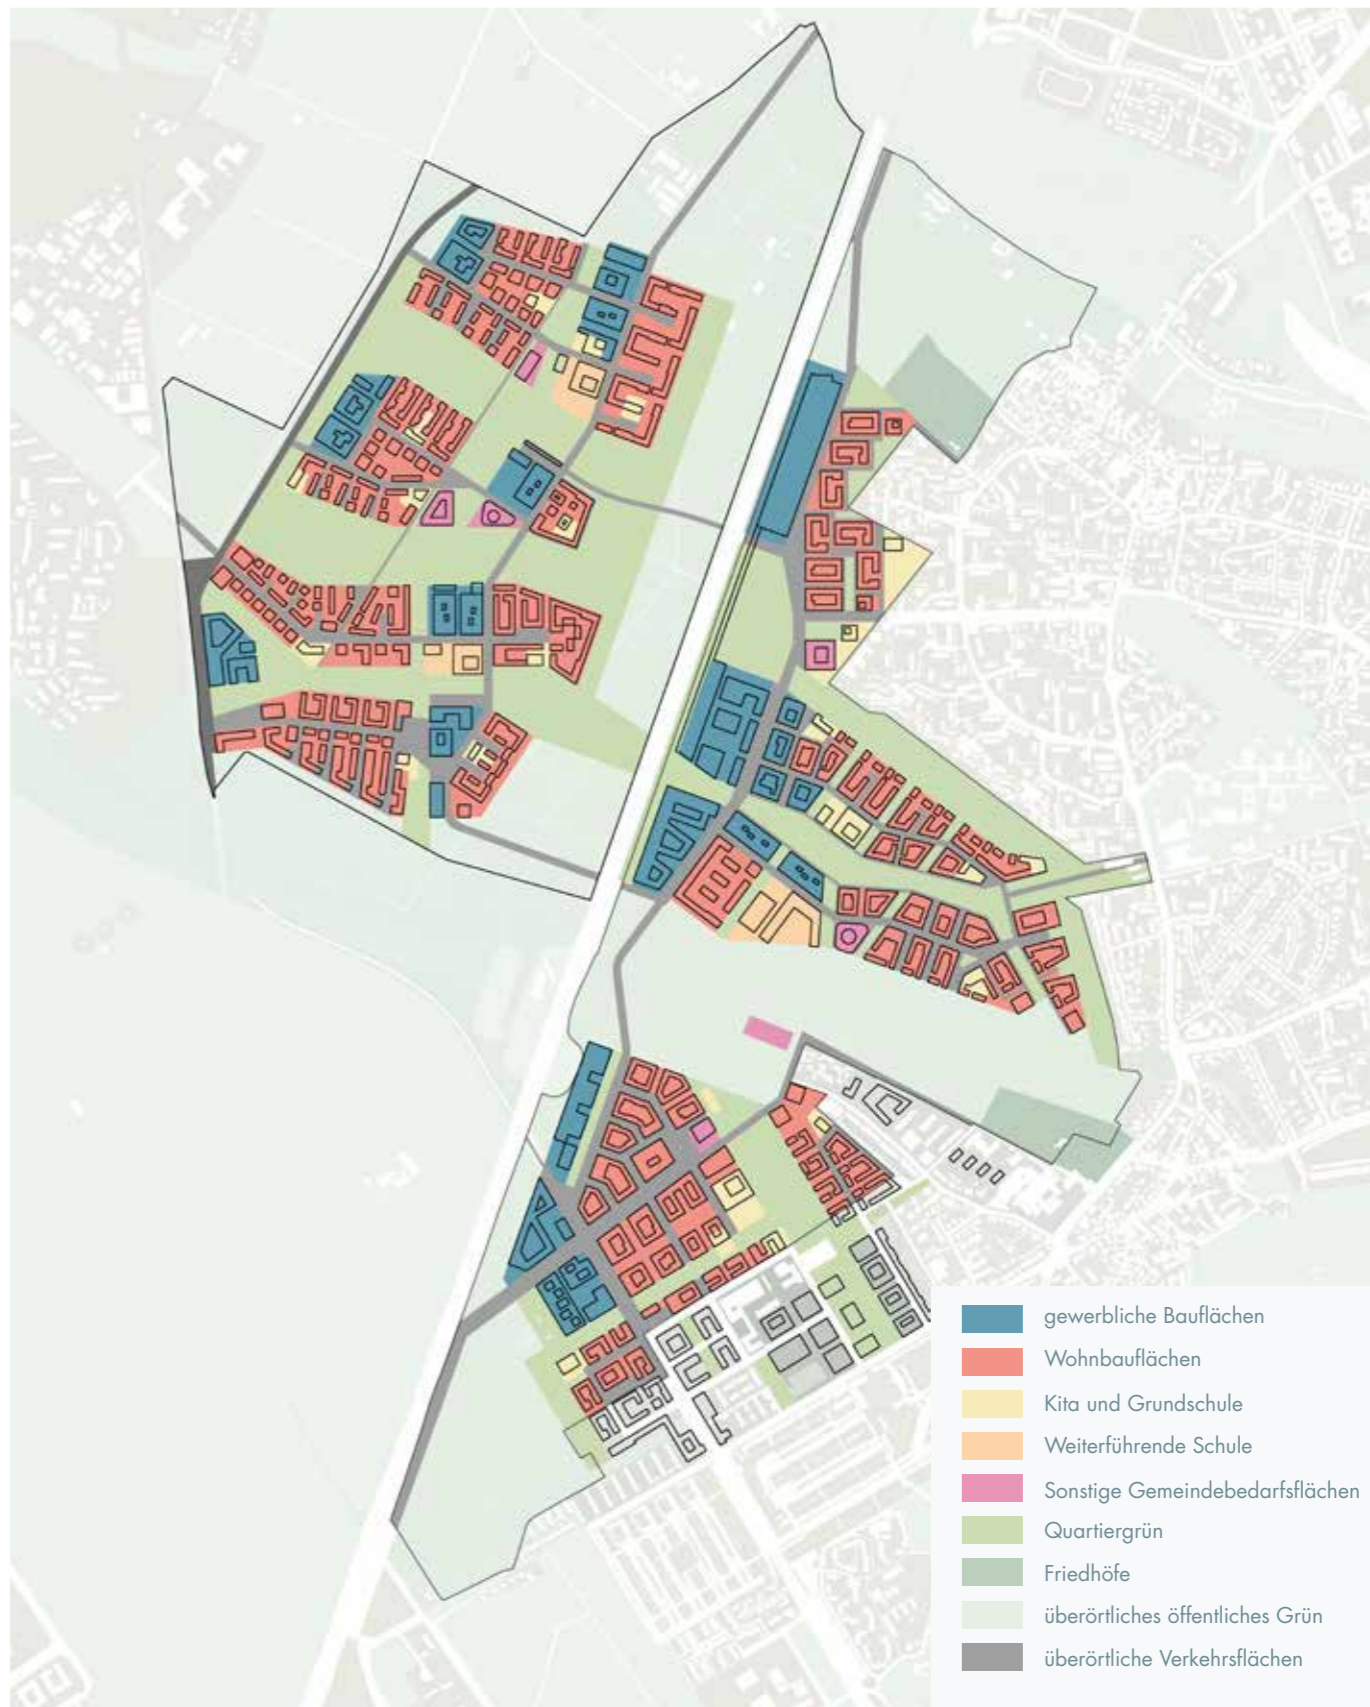 gewerbliche Bauflächen
Wohnbauflächen
Kita und Grundschule
Weiterführende Schule
Sonstige Gemeindebedarfsflächen
Quartiergrün
Friedhöfe
überörtliches öffentliches Grün
überörtliche Verkehrsflächen